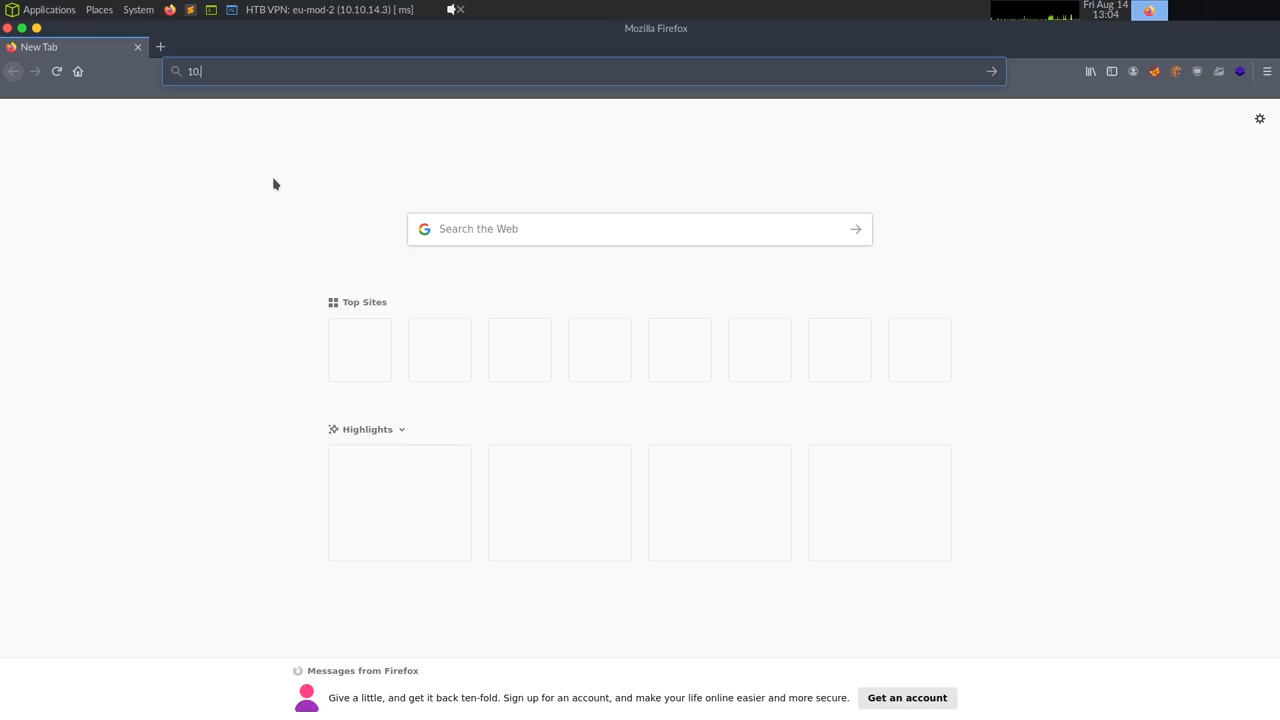 Applications Places System HTB VPN: eu-mod-2 (10.10.14.3) [ ms] Fri Aug 14
13:04
Mozilla Firefox
New Tab
10.
Search the Web
Top Sites
Highlights
Messages from Firefox
Give a little, and get it back ten-fold. Sign up for an account, and make your life online easier and more secure. Get an account